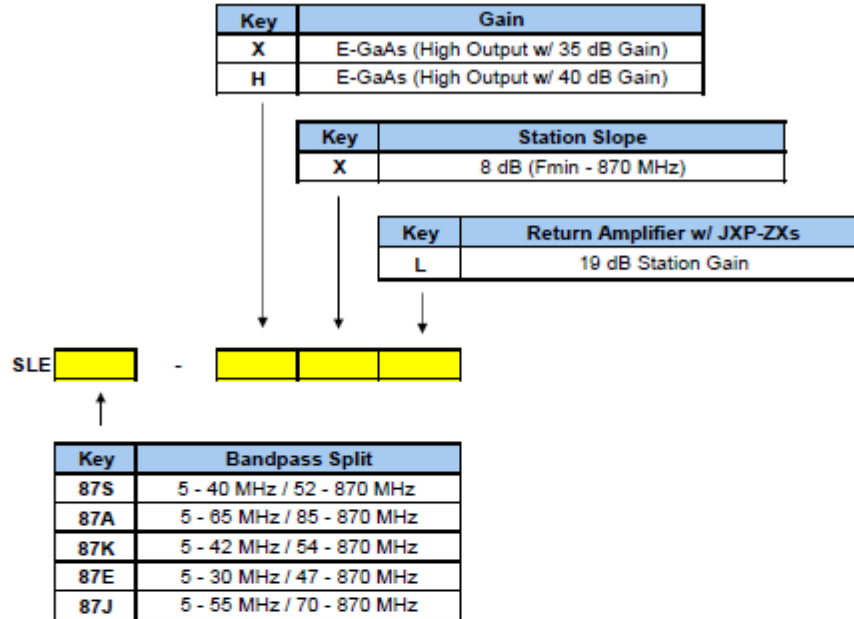 Key Gain
X E-GaAs (High Output w/ 35 dB Gain)
H E-GaAs (High Output w/ 40 dB Gain)
Key Station Slope
X 8 dB (Fmin - 870 MHz)
Key Return Amplifier w/ JXP-ZXs
L 19 dB Station Gain
SLE -
Key Bandpass Split
87S 5 - 40 MHz / 52 - 870 MHz
87A 5 - 65 MHz / 85 - 870 MHz
87K 5 - 42 MHz / 54 - 870 MHz
87E 5 - 30 MHz / 47 - 870 MHz
87J 5 - 55 MHz / 70 - 870 MHz